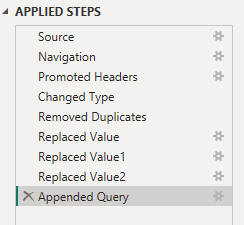 APPLIED STEPS
Source
Navigation
Promoted Headers
Changed Type
Removed Duplicates
Replaced Value
Replaced Value1
Replaced Value2
Appended Query